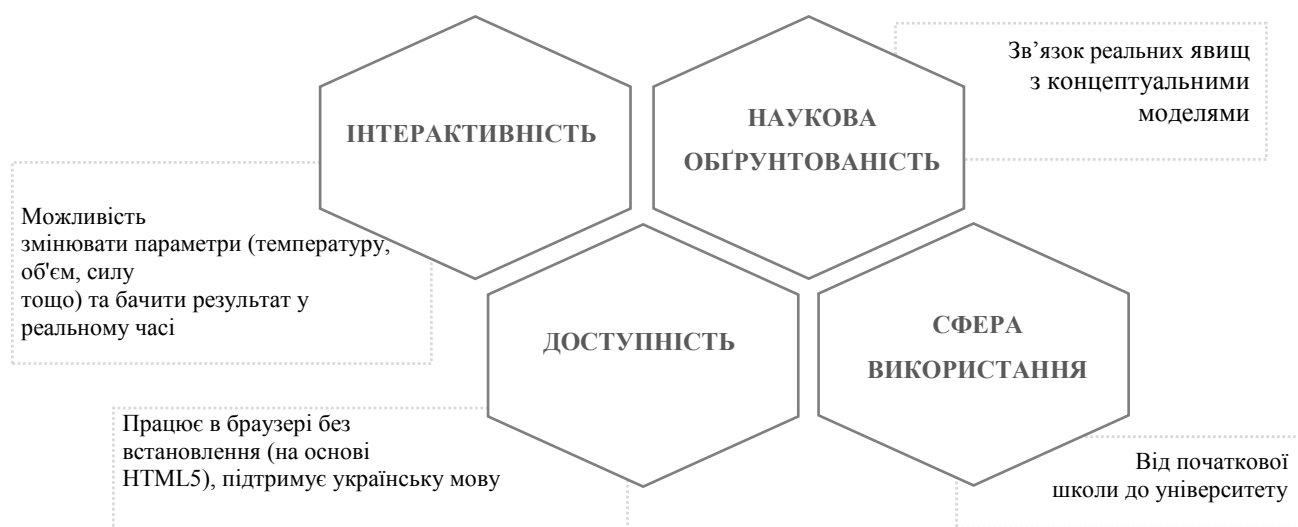 Зв’язок реальних явищ
з концептуальними
моделями
ІНТЕРАКТИВНІСТЬ
НАУКОВА
ОБҐРУНТОВАНІСТЬ
Можливість
змінювати параметри (температуру,
об'єм, силу
тощо) та бачити результат у
реальному часі
ДОСТУПНІСТЬ
СФЕРА
ВИКОРИСТАННЯ
Працює в браузері без
встановлення (на основі
HTML5), підтримує українську мову
Від початкової
школи до університету